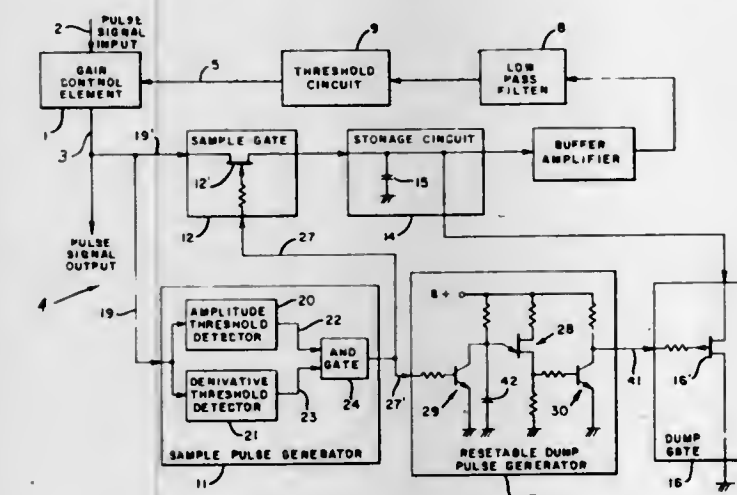 2
PULSE
SIGNAL
INPUT
GAIN
CONTROL
ELEMENT
1
3
5
9
THRESHOLD
CIRCUIT
8
LOW
PASS
FILTER
19'
SAMPLE GATE
12'
12
STORAGE CIRCUIT
15
14
BUFFER
AMPLIFIER
PULSE
SIGNAL
OUTPUT
4
19
27
AMPLITUDE
THRESHOLD
DETECTOR
20
22
AND
GATE
24
DERIVATIVE
THRESHOLD
DETECTOR
23
21
SAMPLE PULSE GENERATOR
11
27'
B+
28
29
42
30
RESETABLE DUMP
PULSE GENERATOR
41
16'
DUMP
GATE
16